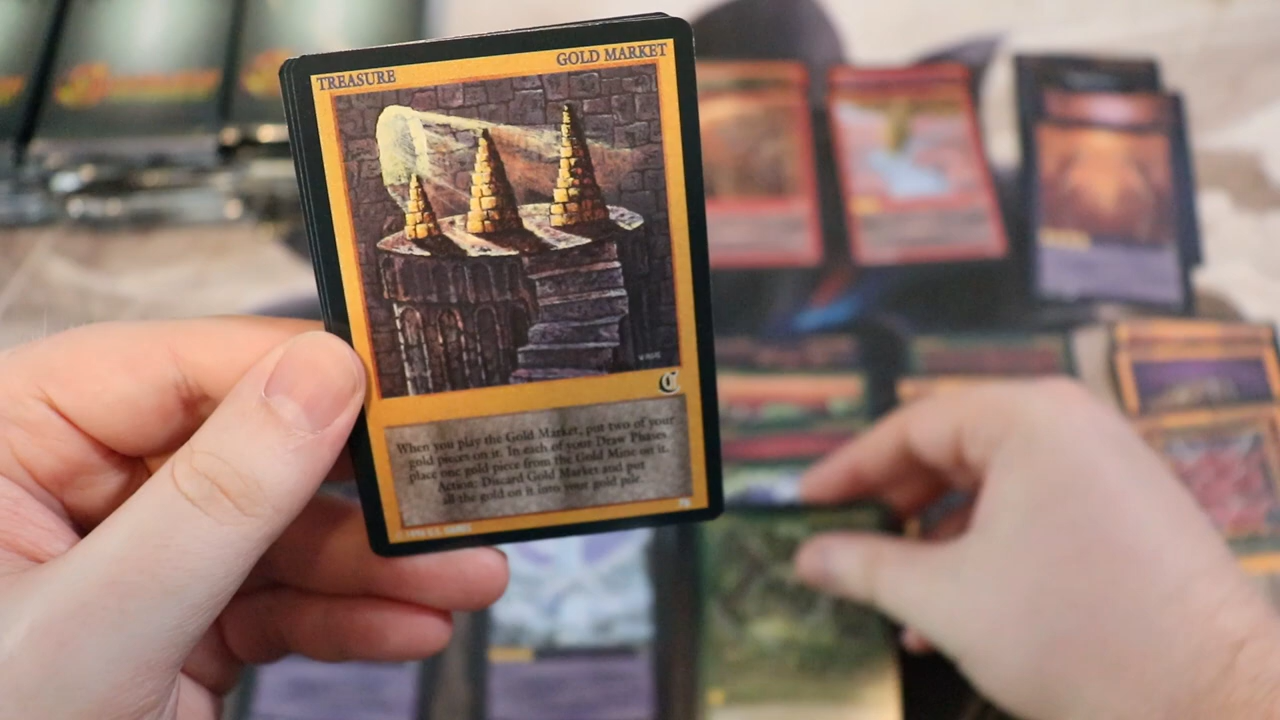 TREASURE
GOLD MARKET
When you play the Gold Market, put two of your
gold pieces on it. In each of your Draw Phases,
place one gold piece from the Gold Mine on it.
Action: Discard Gold Market and put
all the gold on it into your gold pile.